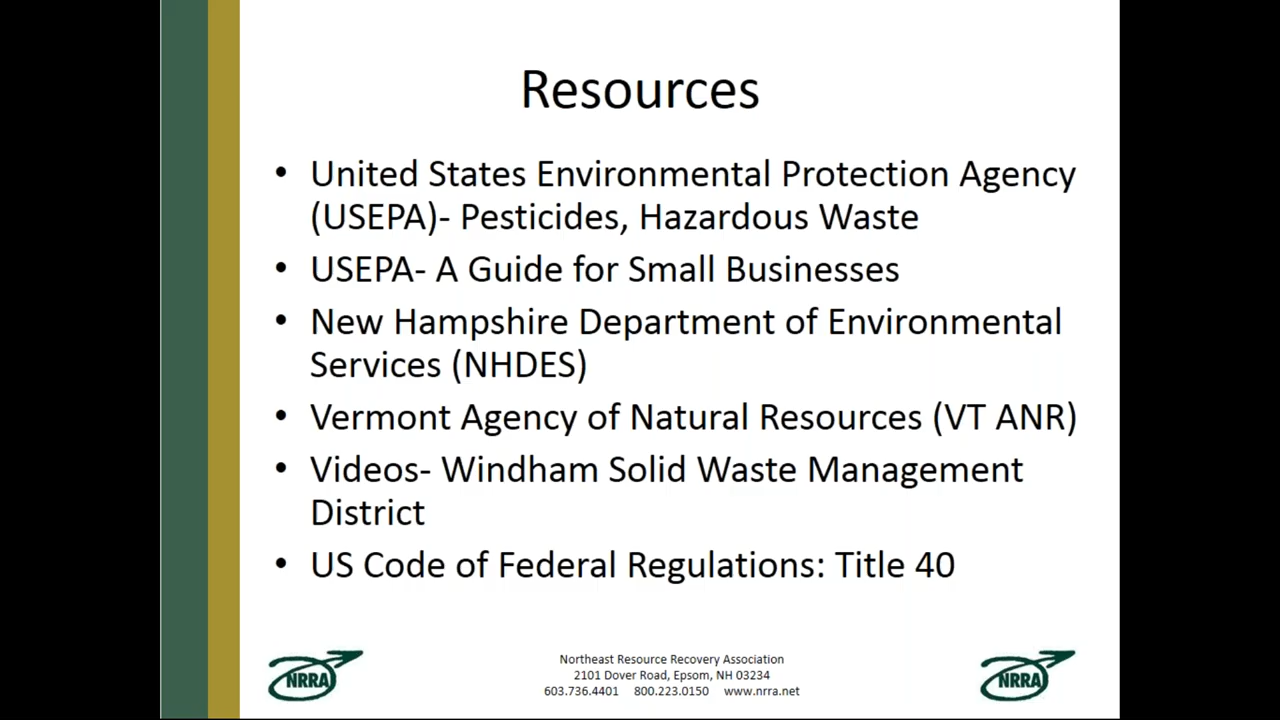 Resources
• United States Environmental Protection Agency
(USEPA)- Pesticides, Hazardous Waste
• USEPA- A Guide for Small Businesses
• New Hampshire Department of Environmental
Services (NHDES)
• Vermont Agency of Natural Resources (VT ANR)
• Videos- Windham Solid Waste Management
District
• US Code of Federal Regulations: Title 40
NRRA
Northeast Resource Recovery Association
2101 Dover Road, Epsom, NH 03234
603.736.4401 800.223.0150 www.nrra.net
NRRA